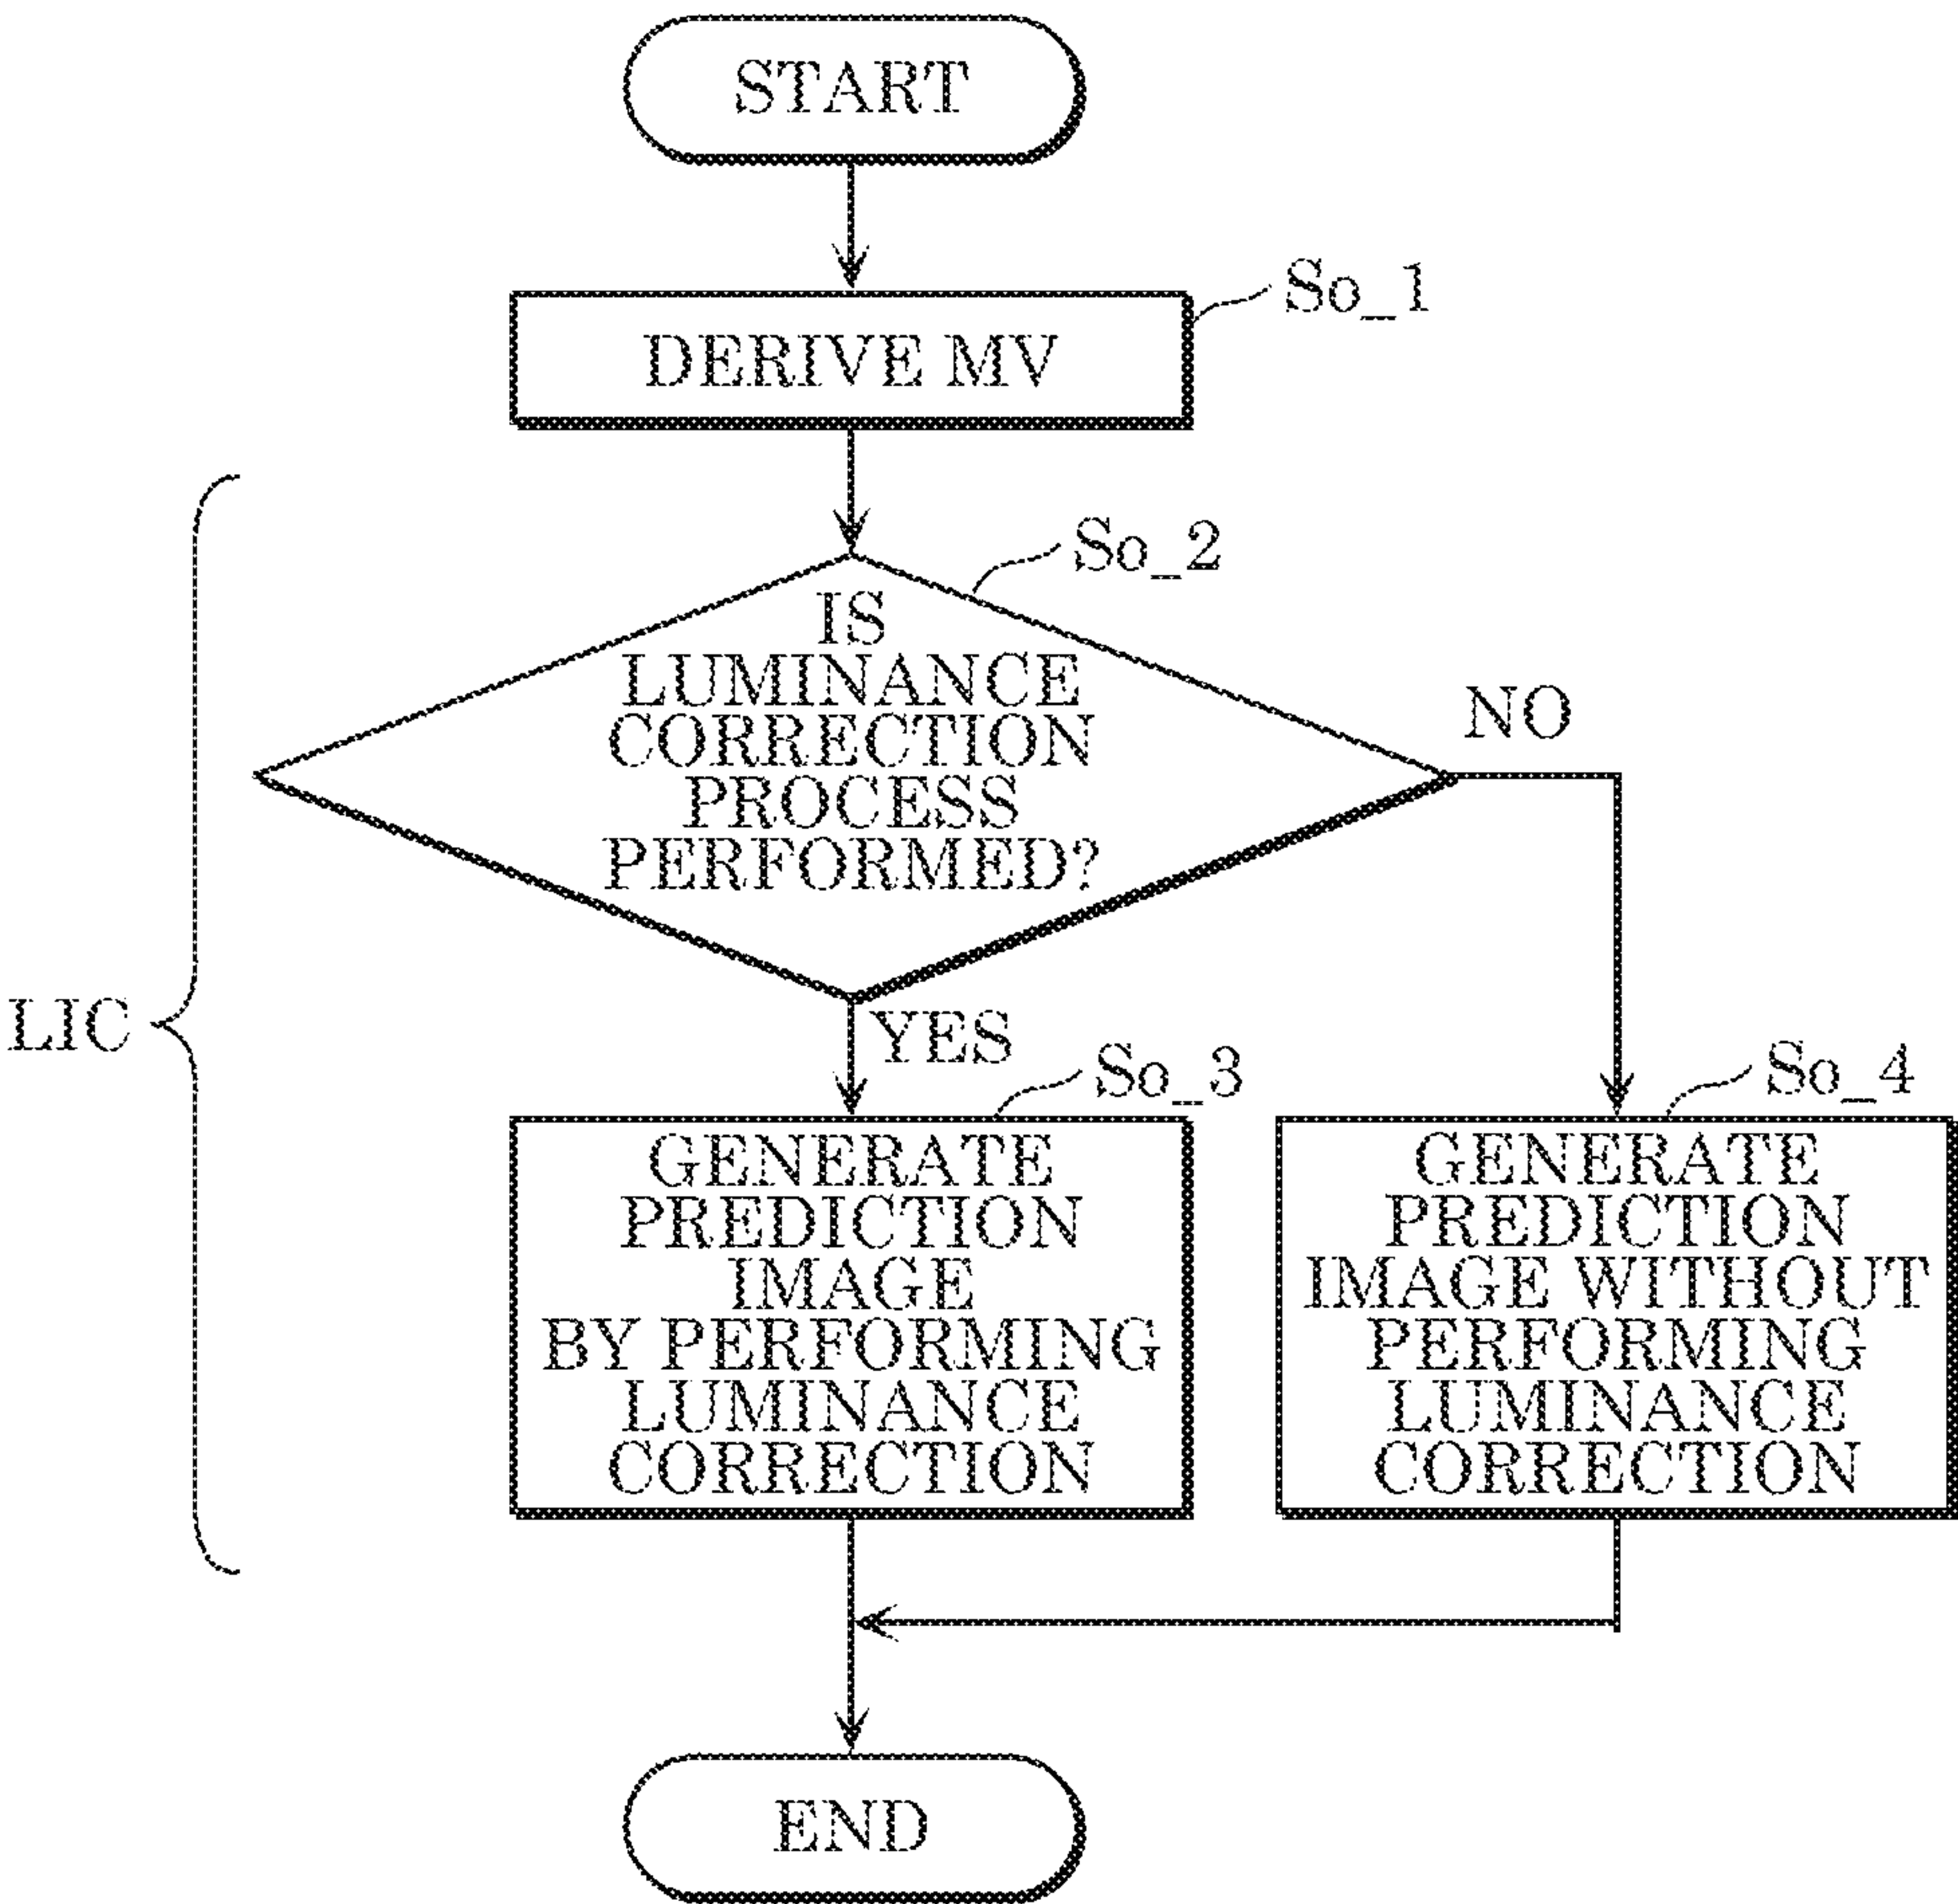 START
So_1
DERIVE MV
So_2
IS
LUMINANCE
CORRECTION
PROCESS
PERFORMED?
NO
LIC
YES
So_3
GENERATE
PREDICTION
IMAGE
BY PERFORMING
LUMINANCE
CORRECTION
So_4
GENERATE
PREDICTION
IMAGE WITHOUT
PERFORMING
LUMINANCE
CORRECTION
END